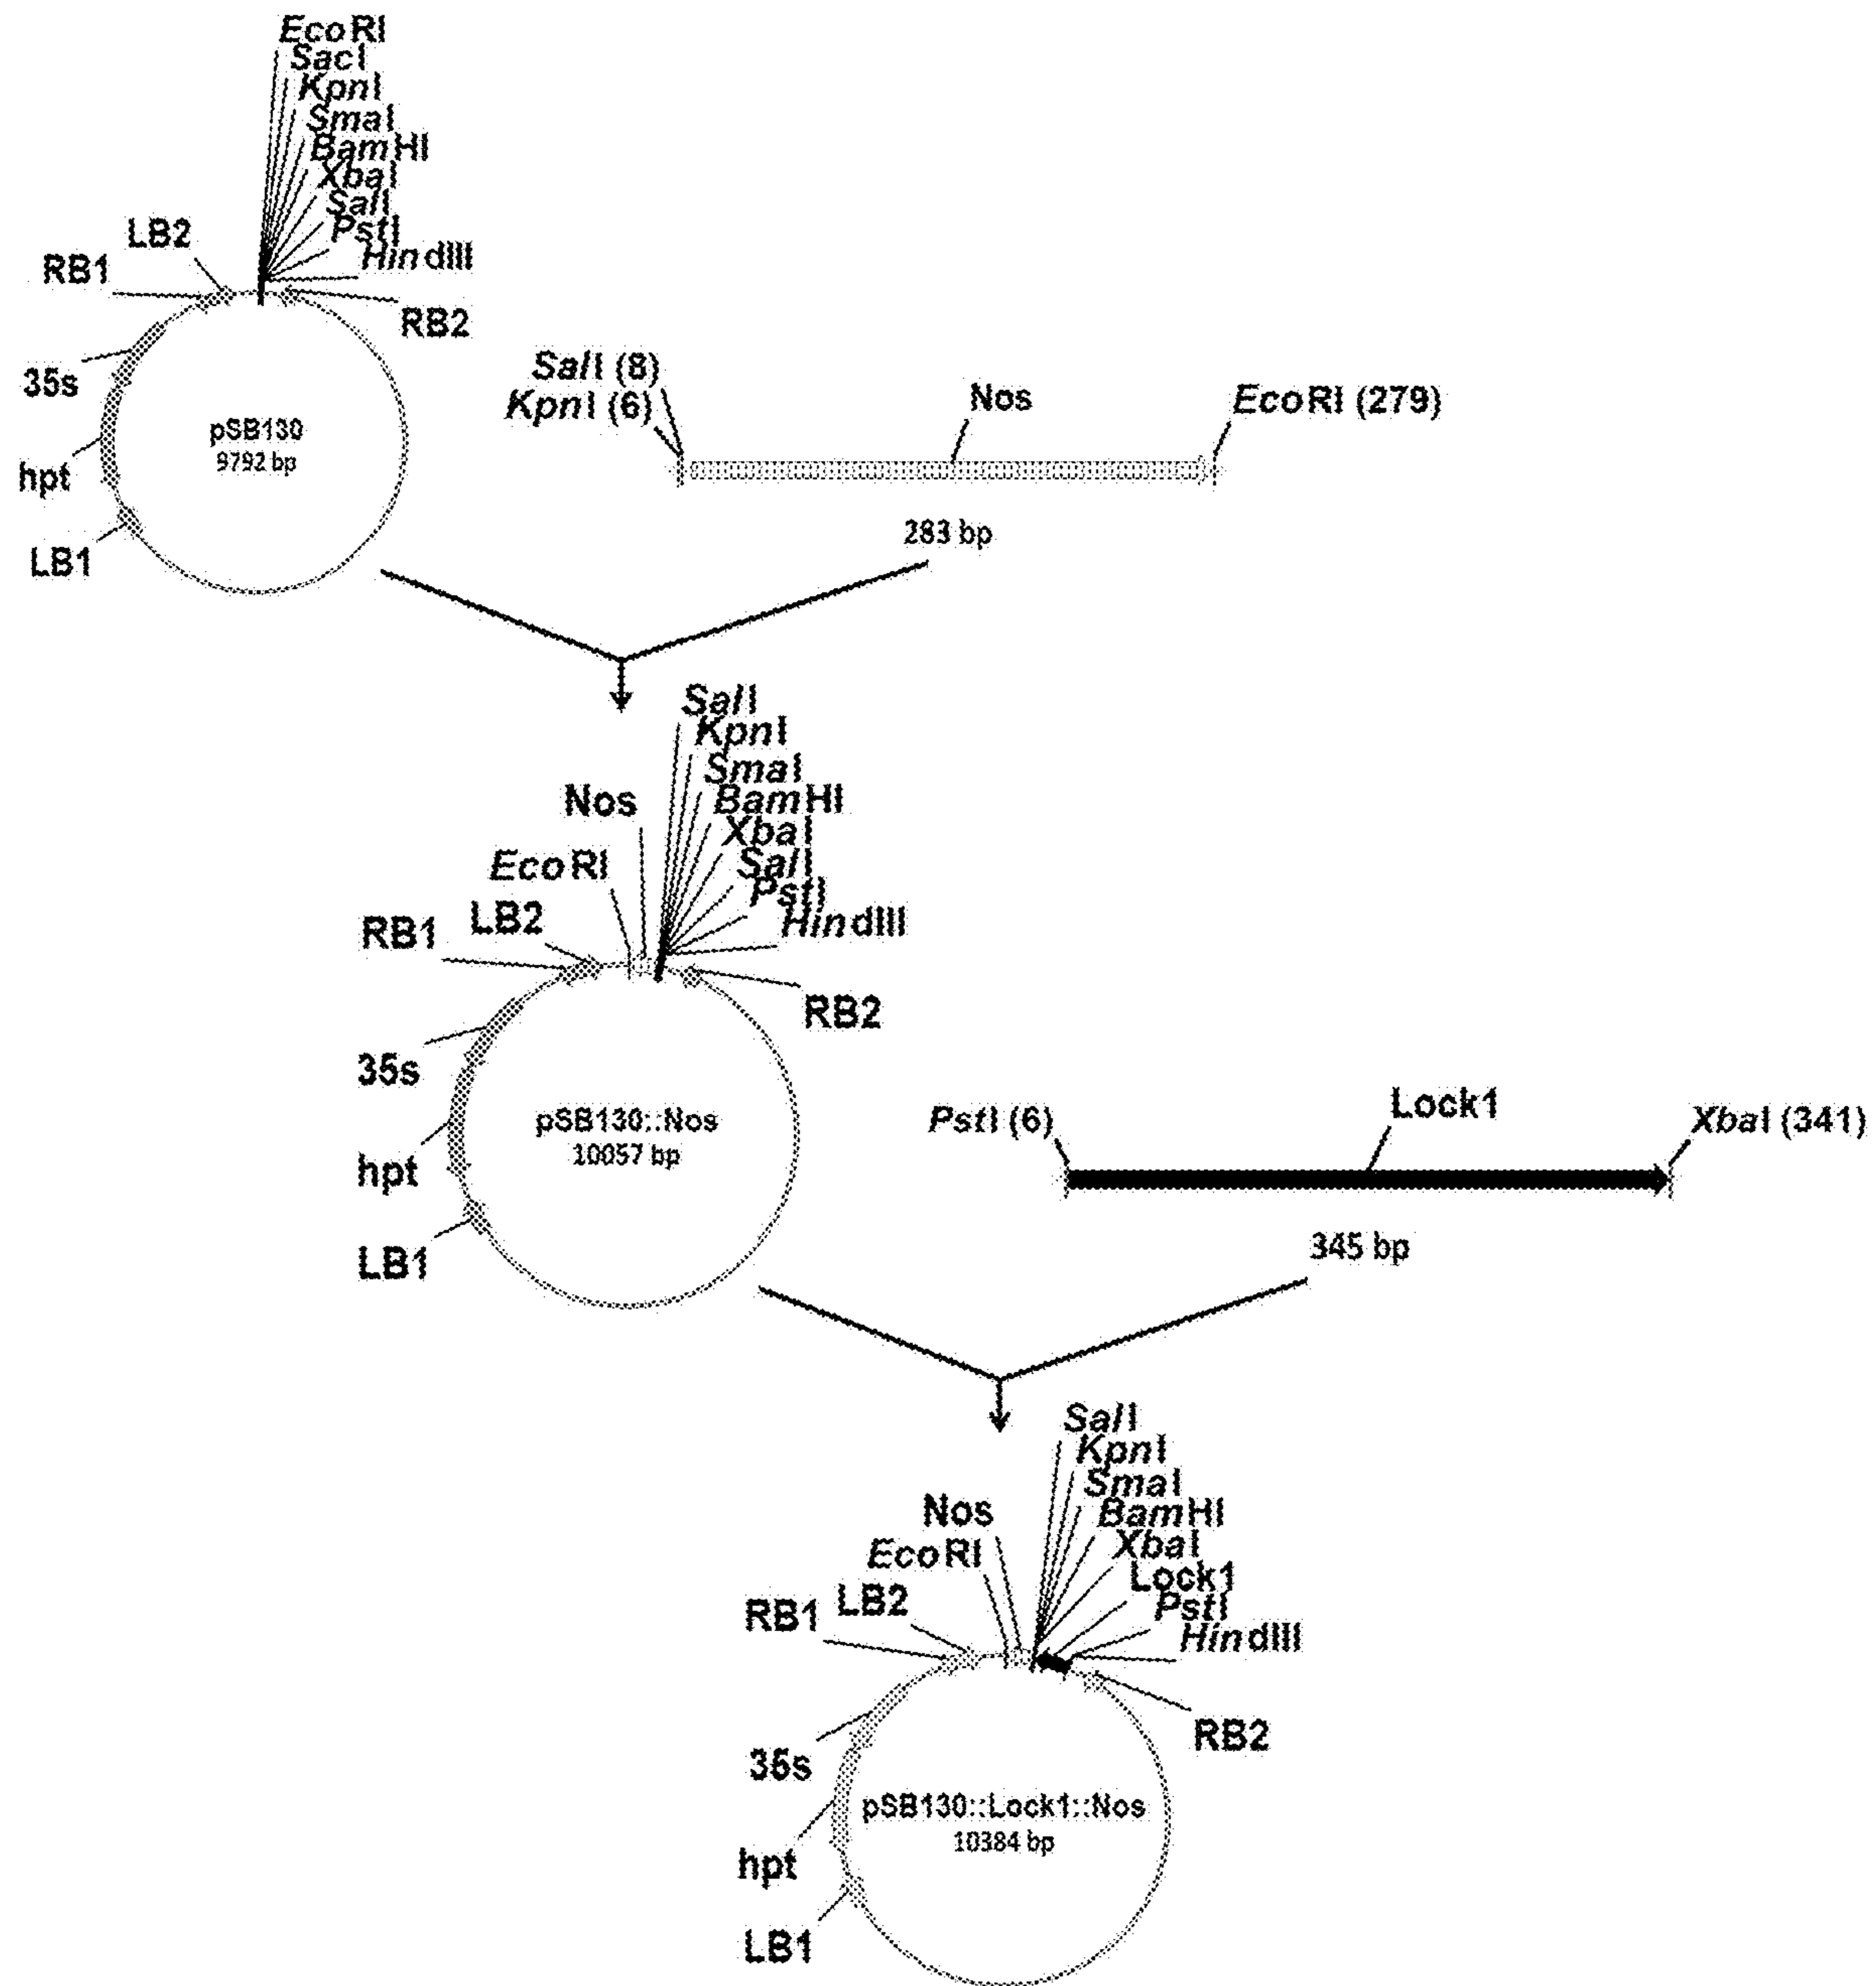 EcoRI
SacI
KpnI
SmaI
BamHI
XbaI
SalI
PstI
HindIII
LB2
RB1
RB2
35s
pSB130
9792 bp
hpt
LB1
SalI (8)
KpnI (6)
Nos
EcoRI (279)
283 bp
SalI
KpnI
SmaI
BamHI
XbaI
SalI
PstI
HindIII
Nos
EcoRI
LB2
RB1
RB2
35s
pSB130::Nos
10057 bp
hpt
LB1
PstI (6)
Lock1
XbaI (341)
345 bp
SalI
KpnI
SmaI
BamHI
XbaI
Lock1
PstI
HindIII
Nos
EcoRI
LB2
RB1
RB2
35s
pSB130::Lock1::Nos
10384 bp
hpt
LB1